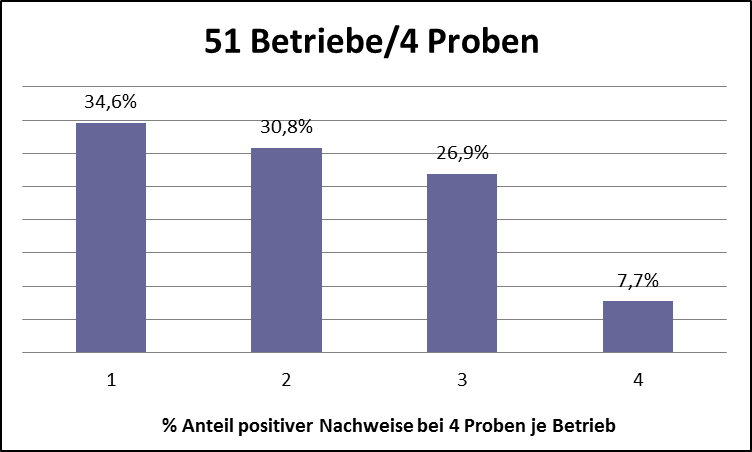 51 Betriebe/4 Proben
34,6%
30,8%
26,9%
7,7%
1 2 3 4
% Anteil positiver Nachweise bei 4 Proben je Betrieb